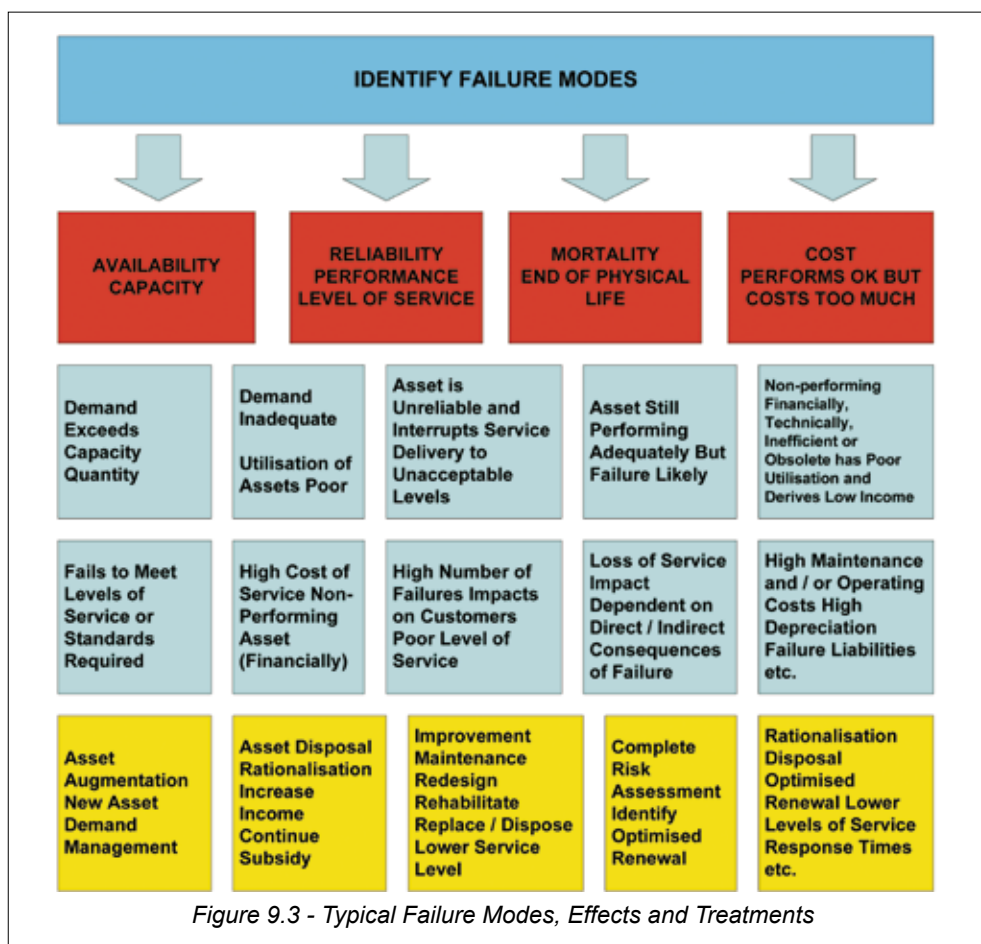 IDENTIFY FAILURE MODES
AVAILABILITY
CAPACITY
RELIABILITY
PERFORMANCE
LEVEL OF SERVICE
MORTALITY
END OF PHYSICAL
LIFE
COST
PERFORMS OK BUT
COSTS TOO MUCH
Demand
Exceeds
Capacity
Quantity
Demand
Inadequate
Utilisation of
Assets Poor
Asset is
Unreliable and
Interrupts Service
Delivery to
Unacceptable
Levels
Asset Still
Performing
Adequately But
Failure Likely
Non-performing
Financially,
Technically,
Inefficient or
Obsolete has Poor
Utilisation and
Derives Low Income
Fails to Meet
Levels of
Service or
Standards
Required
High Cost of
Service Non-
Performing
Asset
(Financially)
High Number of
Failures Impacts
on Customers
Poor Level of
Service
Loss of Service
Impact
Dependent on
Direct / Indirect
Consequences
of Failure
High Maintenance
and / or Operating
Costs High
Depreciation
Failure Liabilities
etc.
Asset
Augmentation
New Asset
Demand
Management
Asset Disposal
Rationalisation
Increase
Income
Continue
Subsidy
Improvement
Maintenance
Redesign
Rehabilitate
Replace / Dispose
Lower Service
Level
Complete
Risk
Assessment
Identify
Optimised
Renewal
Rationalisation
Disposal
Optimised
Renewal Lower
Levels of Service
Response Times
etc.
Figure 9.3 - Typical Failure Modes, Effects and Treatments